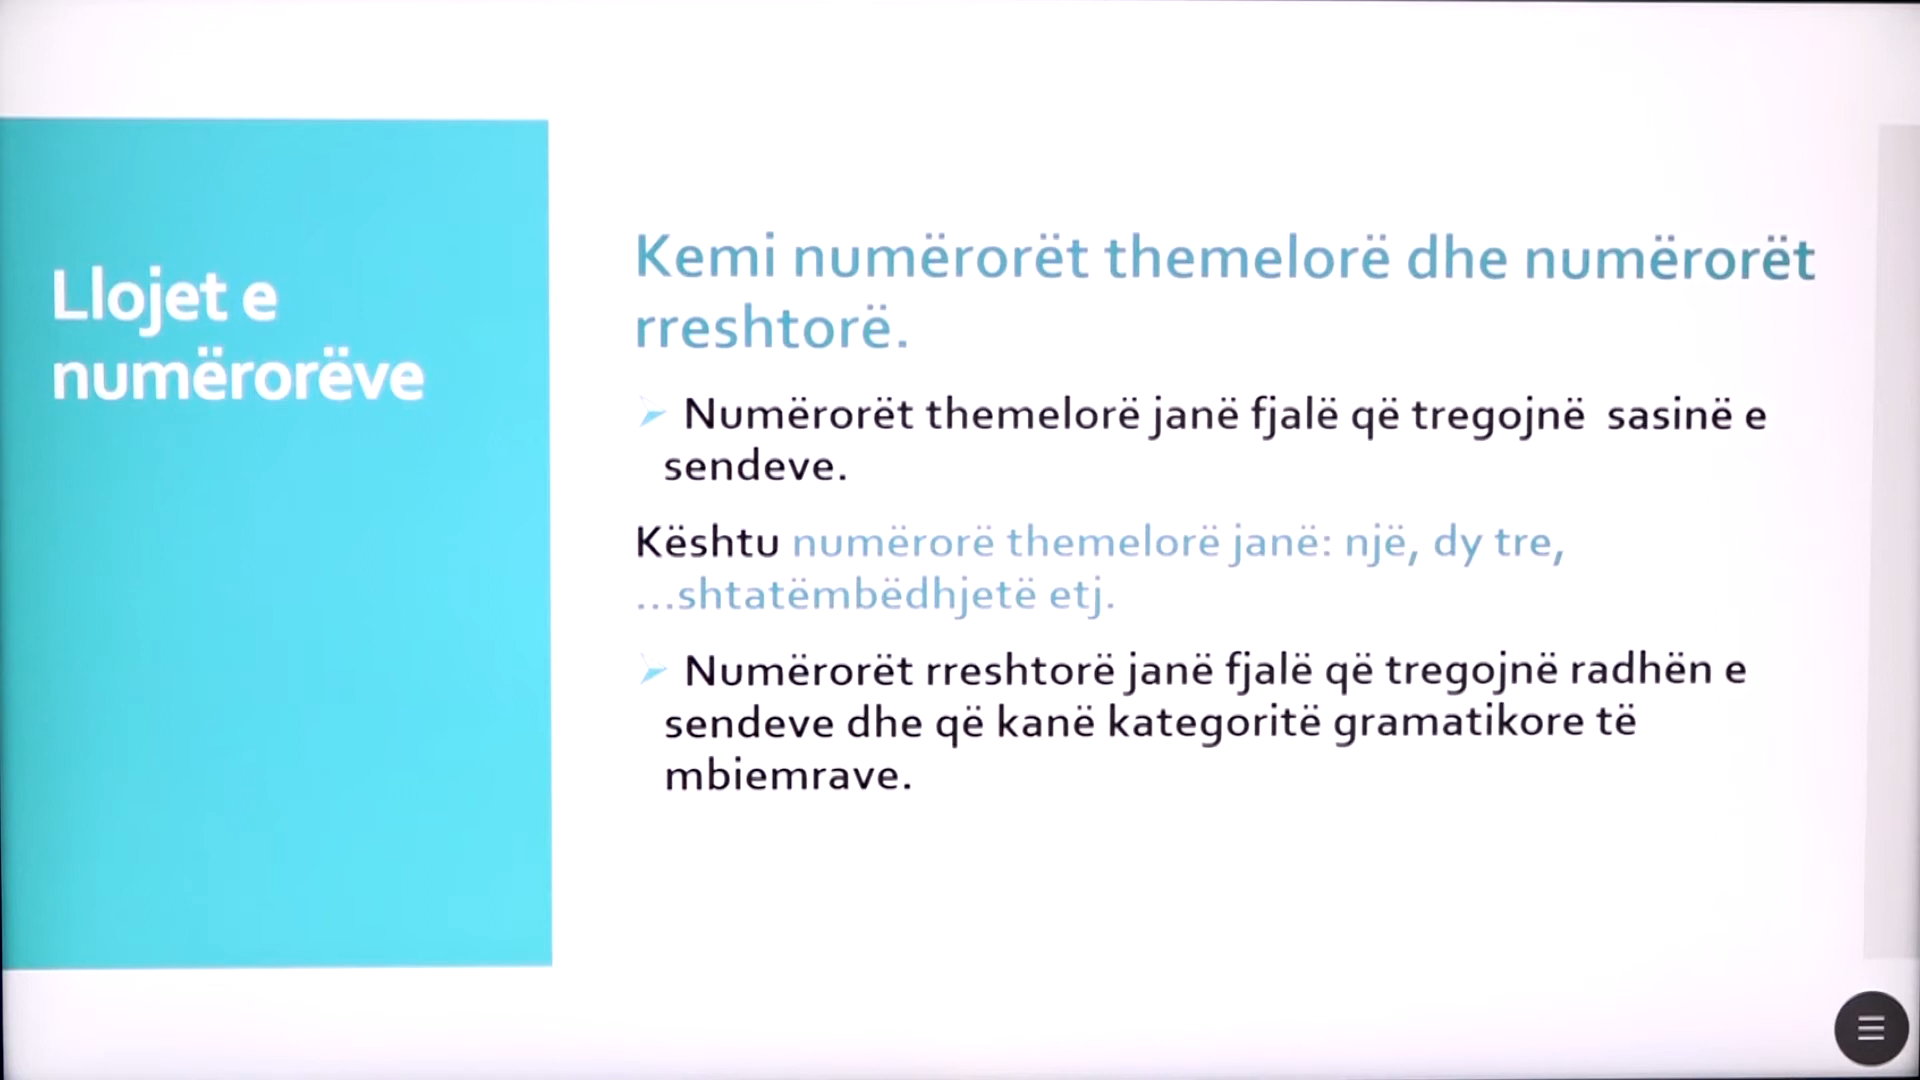 Llojet e
numërorëve
Kemi numërorët themelorë dhe numërorët
rreshtorë.
➢ Numërorët themelorë janë fjalë që tregojnë sasinë e
sendeve.
Kështu numërorë themelorë janë: një, dy tre,
...shtatëmbëdhjetë etj.
➢ Numërorët rreshtorë janë fjalë që tregojnë radhën e
sendeve dhe që kanë kategoritë gramatikore të
mbiemrave.